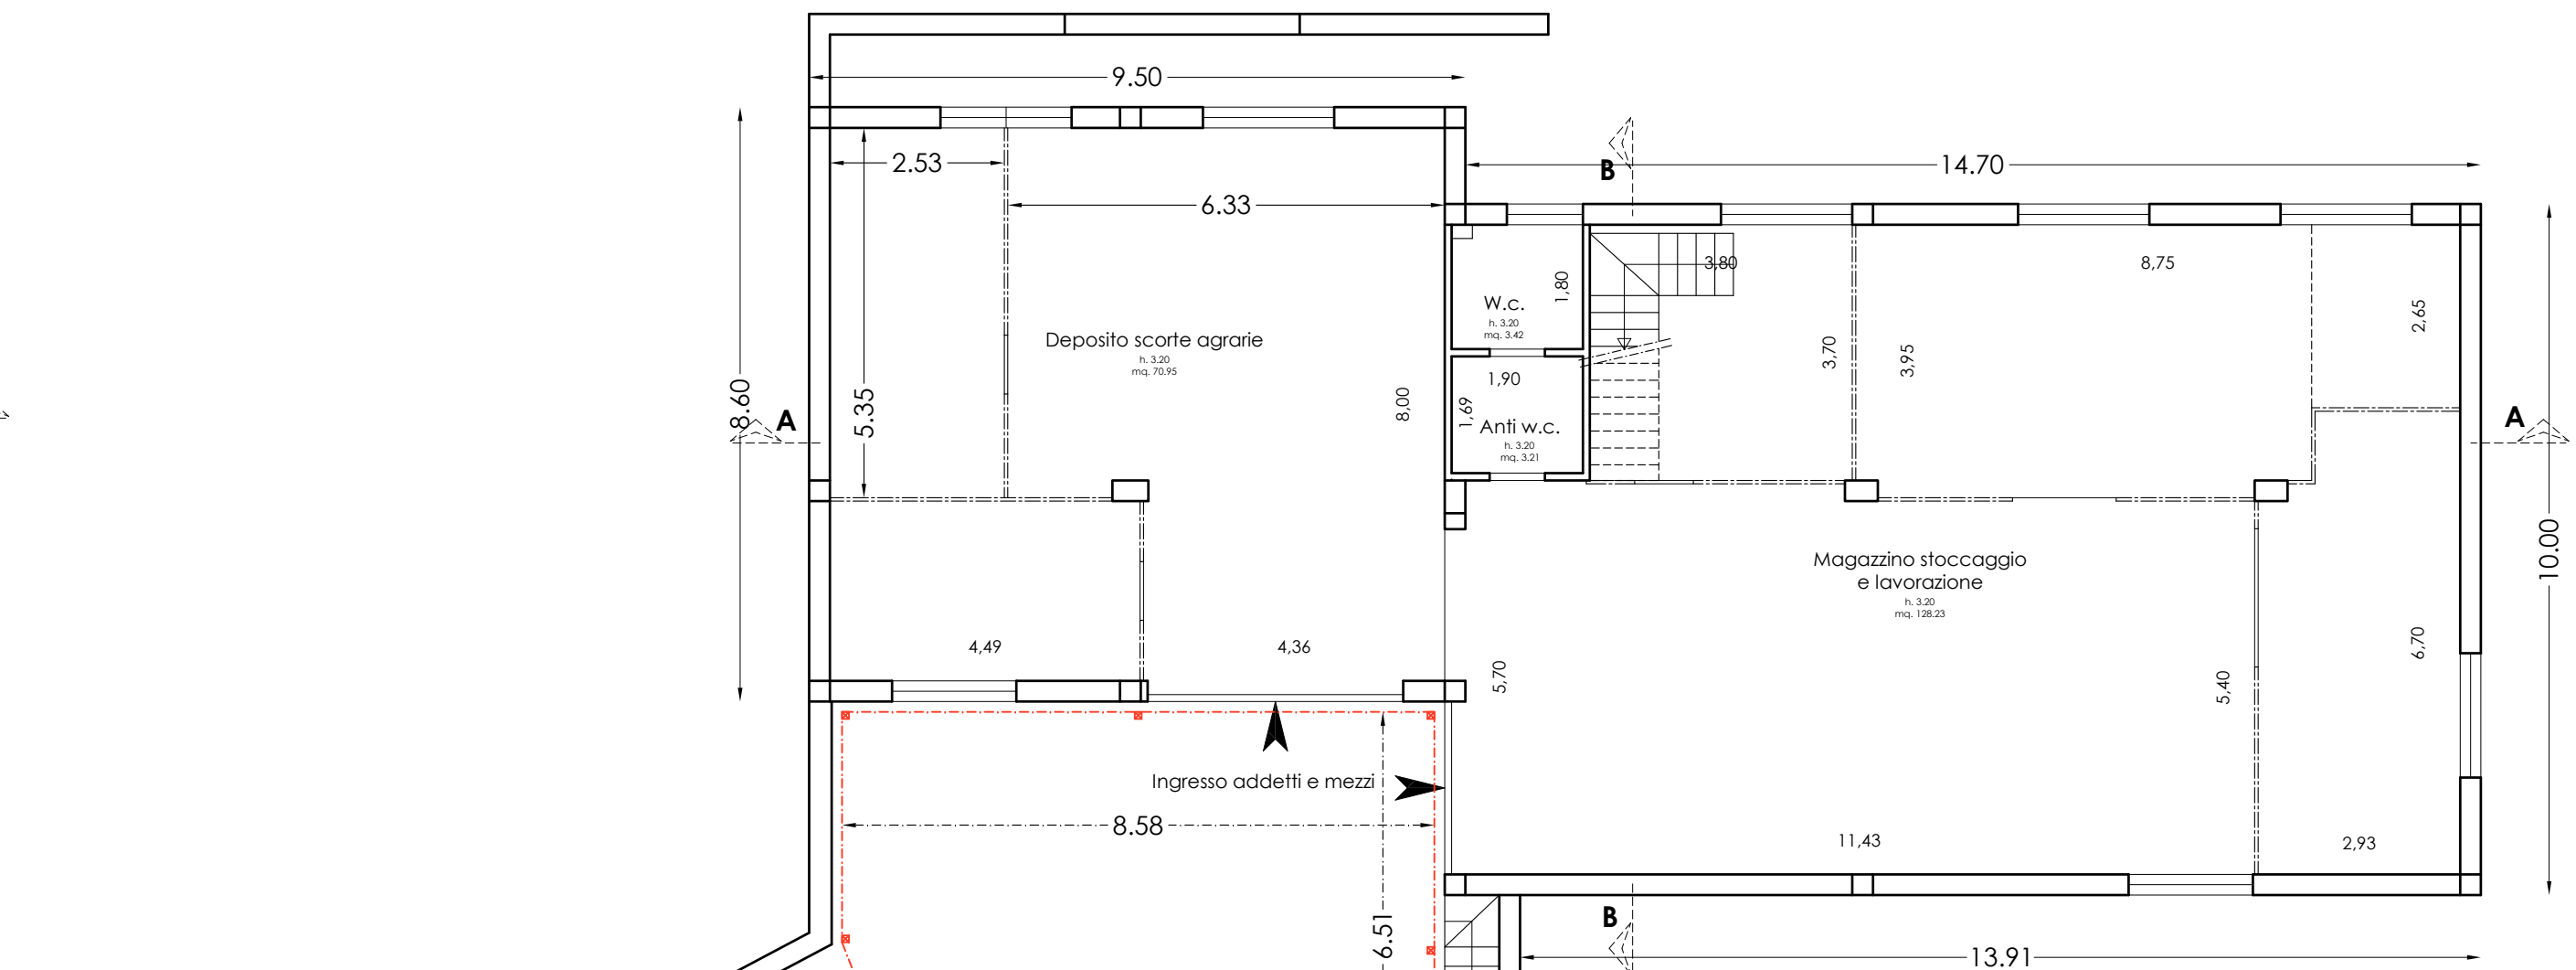 9.50
2.53
6.33
8.60
5.35
Deposito scorte agrarie
h. 3.20
mq. 70.95
8,00
A
4,49
4,36
B
14.70
W.c.
h. 3.20
mq. 3.42
1,80
3,80
8,75
2,65
3,70
3,95
1,90
1,69
Anti w.c.
h. 3.20
mq. 3.21
A
10.00
Magazzino stoccaggio
e lavorazione
h. 3.20
mq. 128.23
5,70
5,40
6,70
11,43
2,93
Ingresso addetti e mezzi
8.58
6.51
B
13.91